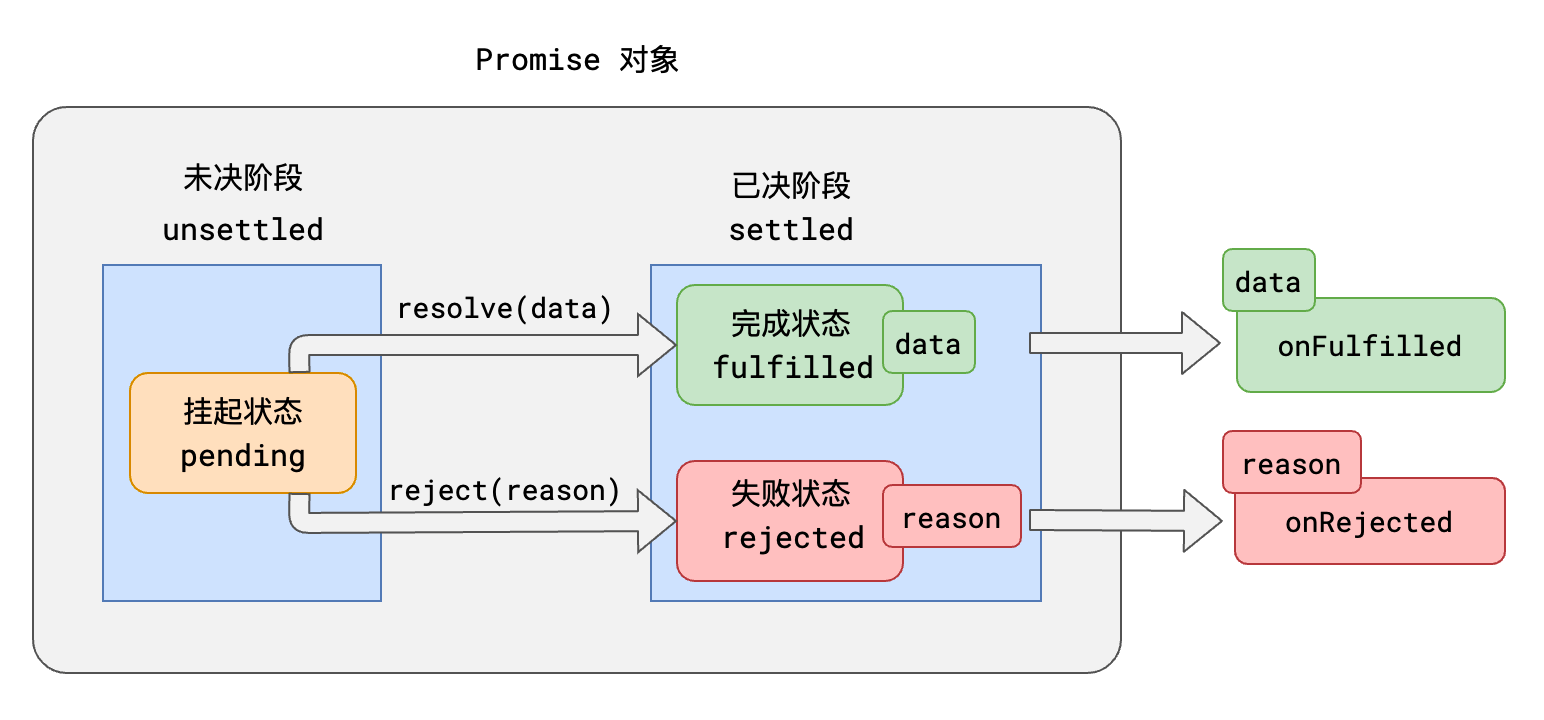 Promise 对象
未决阶段
unsettled
已决阶段
settled
resolve(data)
完成状态
fulfilled
data
data
onFulfilled
挂起状态
pending
reject(reason)
失败状态
rejected
reason
reason
onRejected